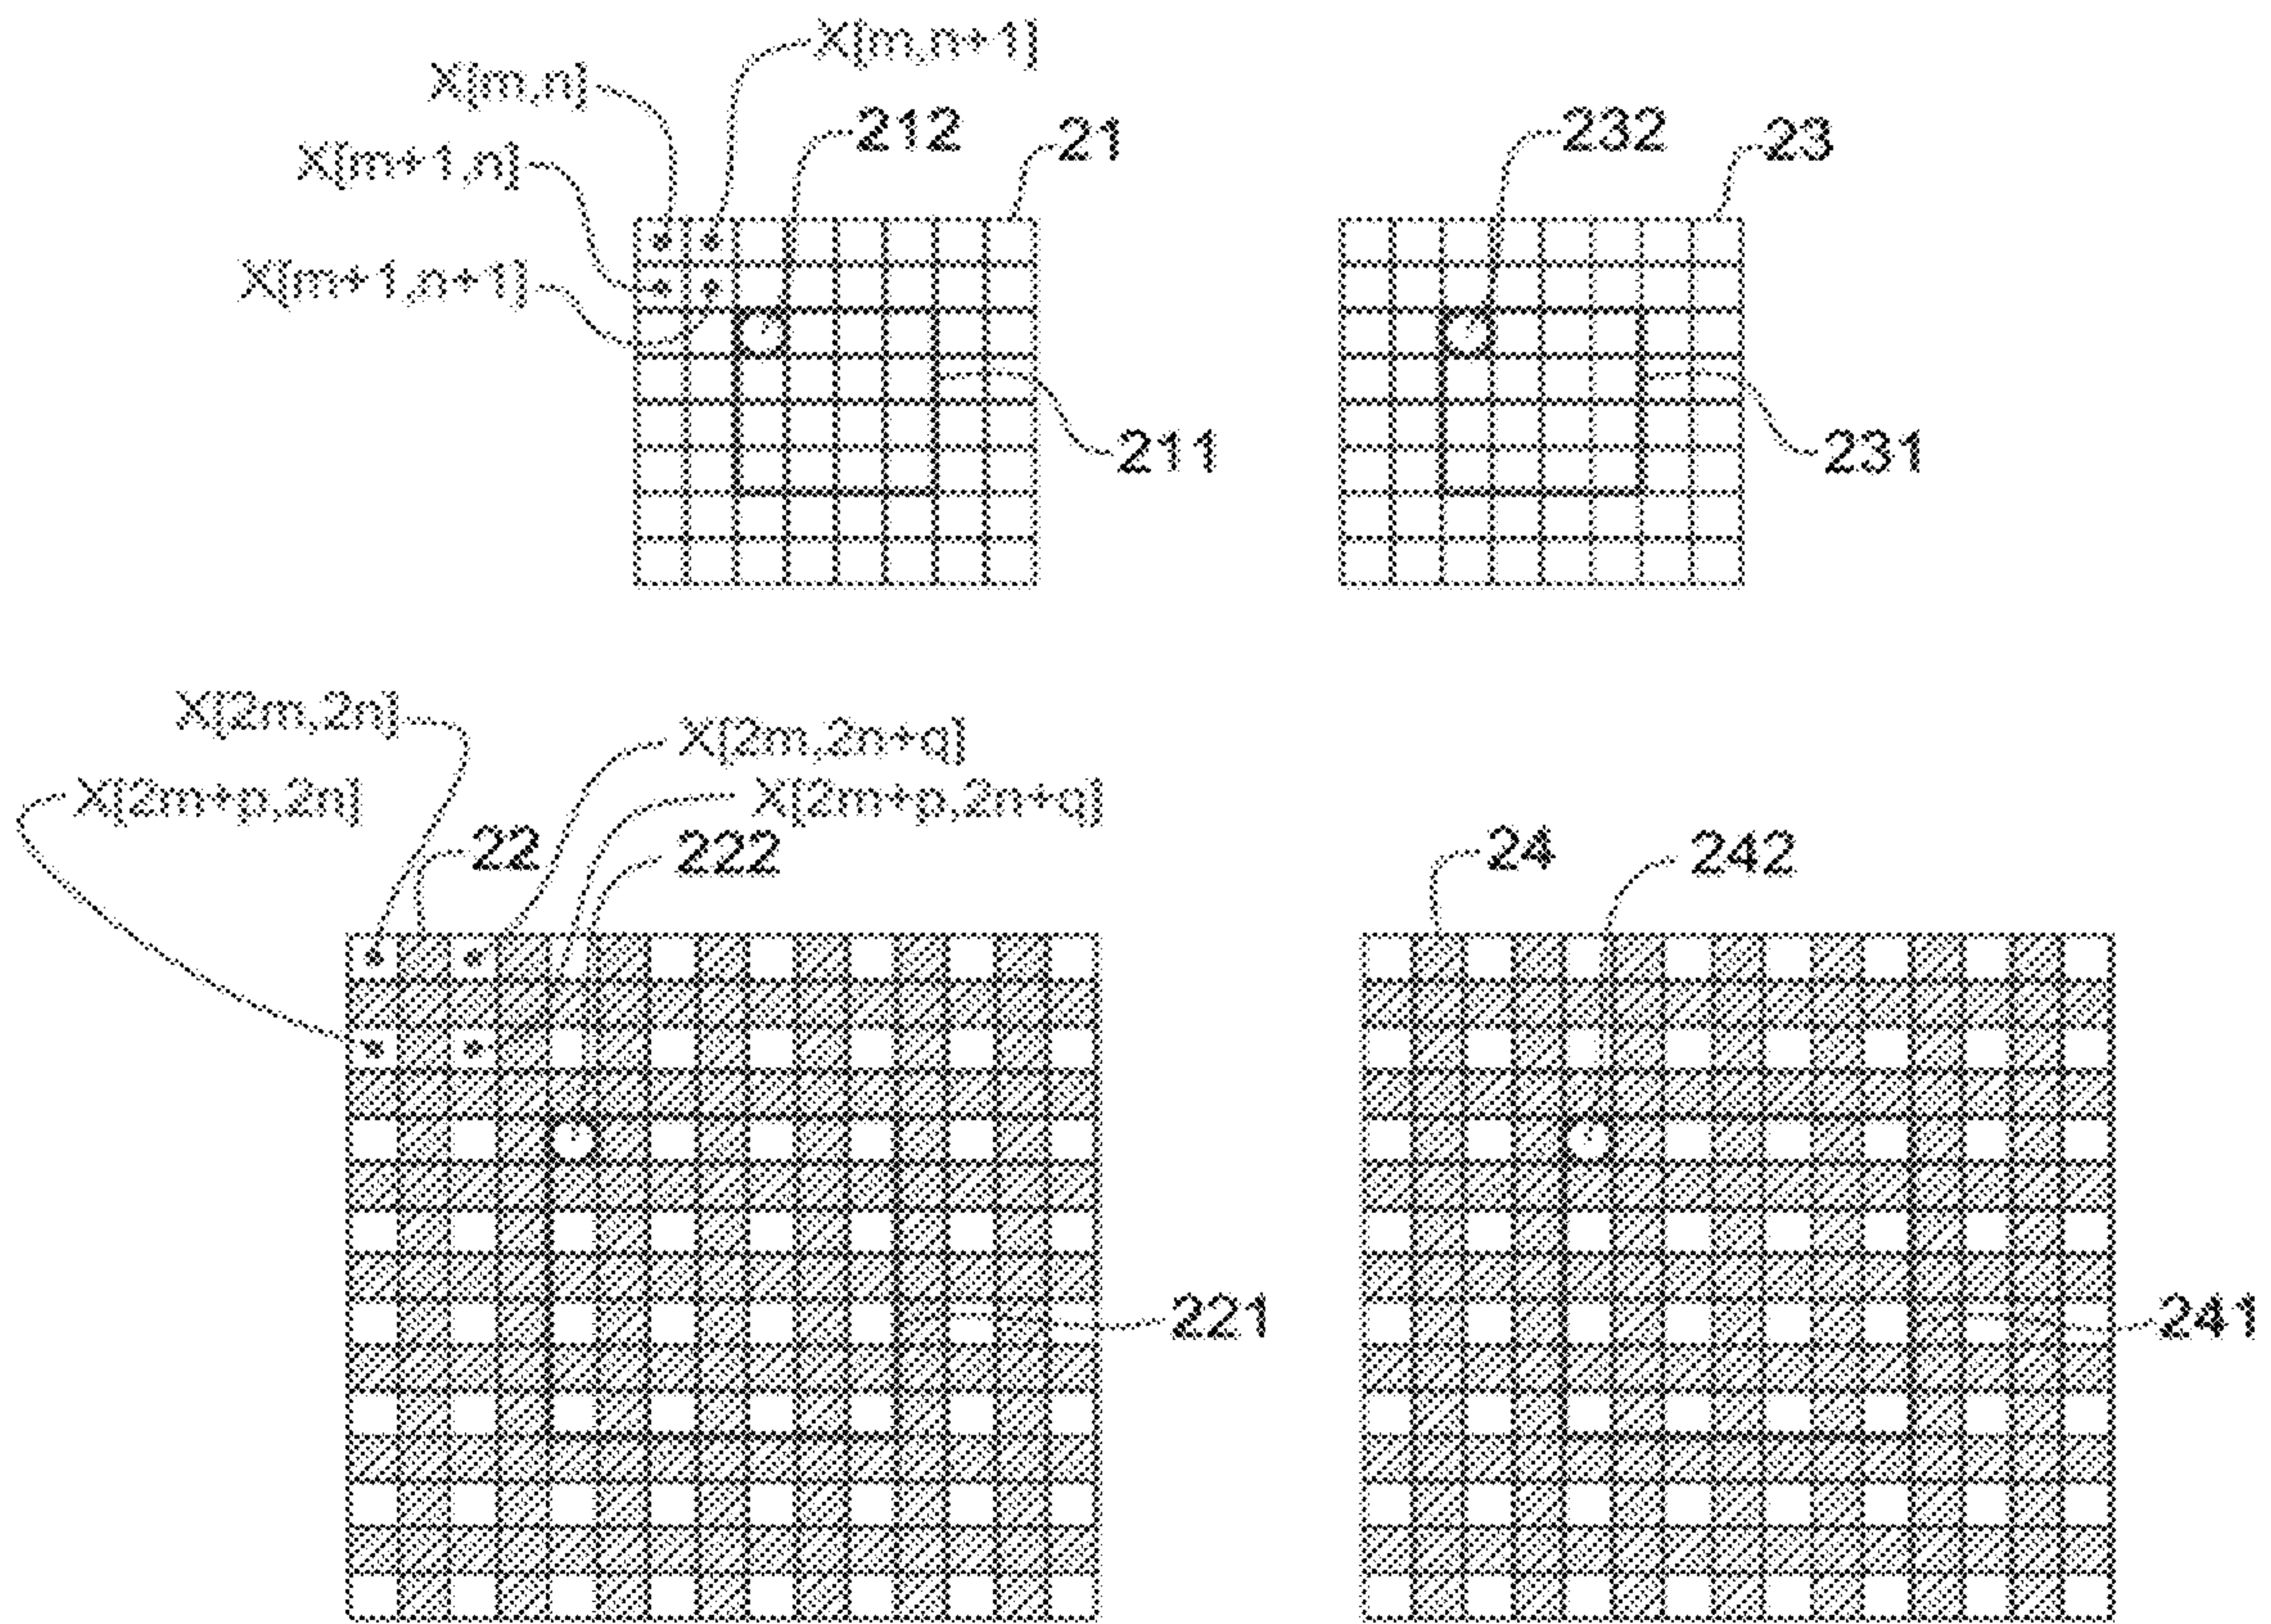 X[m,n+1]
X[m,n]
212
21
232
23
X[m+1,n]
X[m+1,n+1]
211
231
X[2m,2n]
X[2m,2n+q]
X[2m+p,2n]
X[2m+p,2n+q]
22
222
24
242
221
241